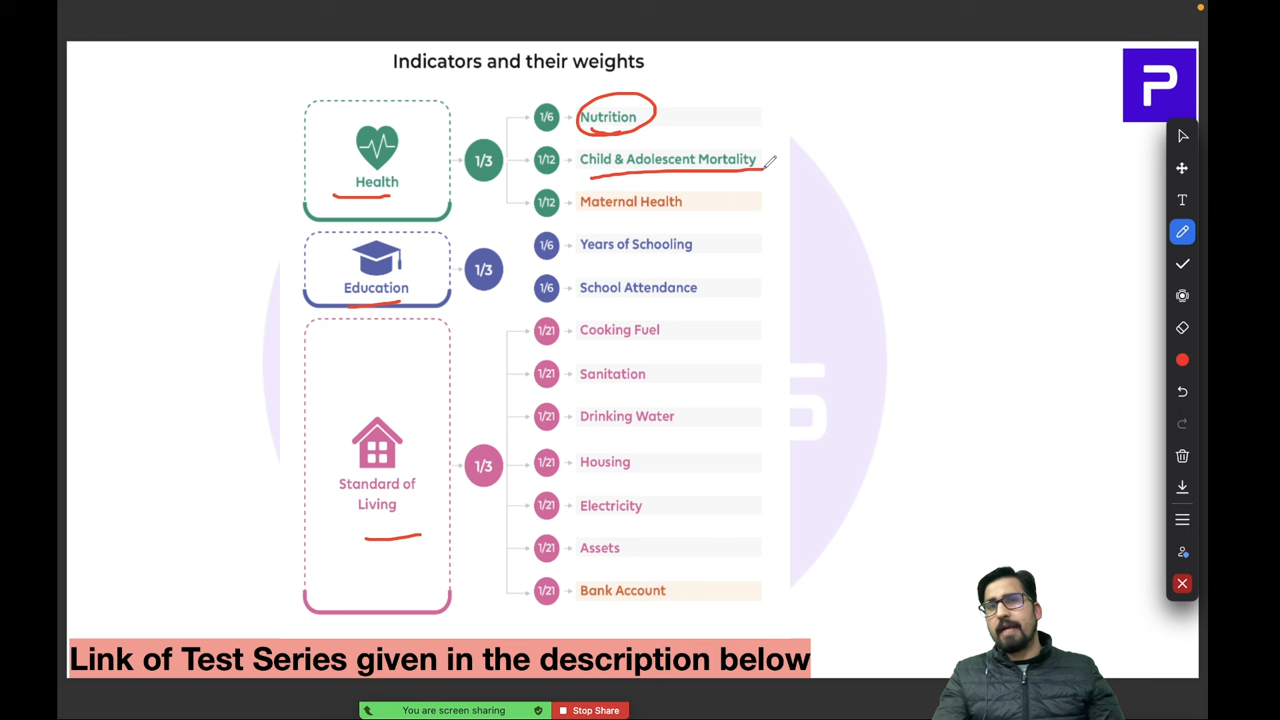 Indicators and their weights
P
Health
1/3
1/6 Nutrition
1/12 Child & Adolescent Mortality
1/12 Maternal Health
Education
1/3
1/6 Years of Schooling
1/6 School Attendance
Standard of
Living
1/3
1/21 Cooking Fuel
1/21 Sanitation
1/21 Drinking Water
1/21 Housing
1/21 Electricity
1/21 Assets
1/21 Bank Account
S
T
Link of Test Series given in the description below
You are screen sharing
Stop Share